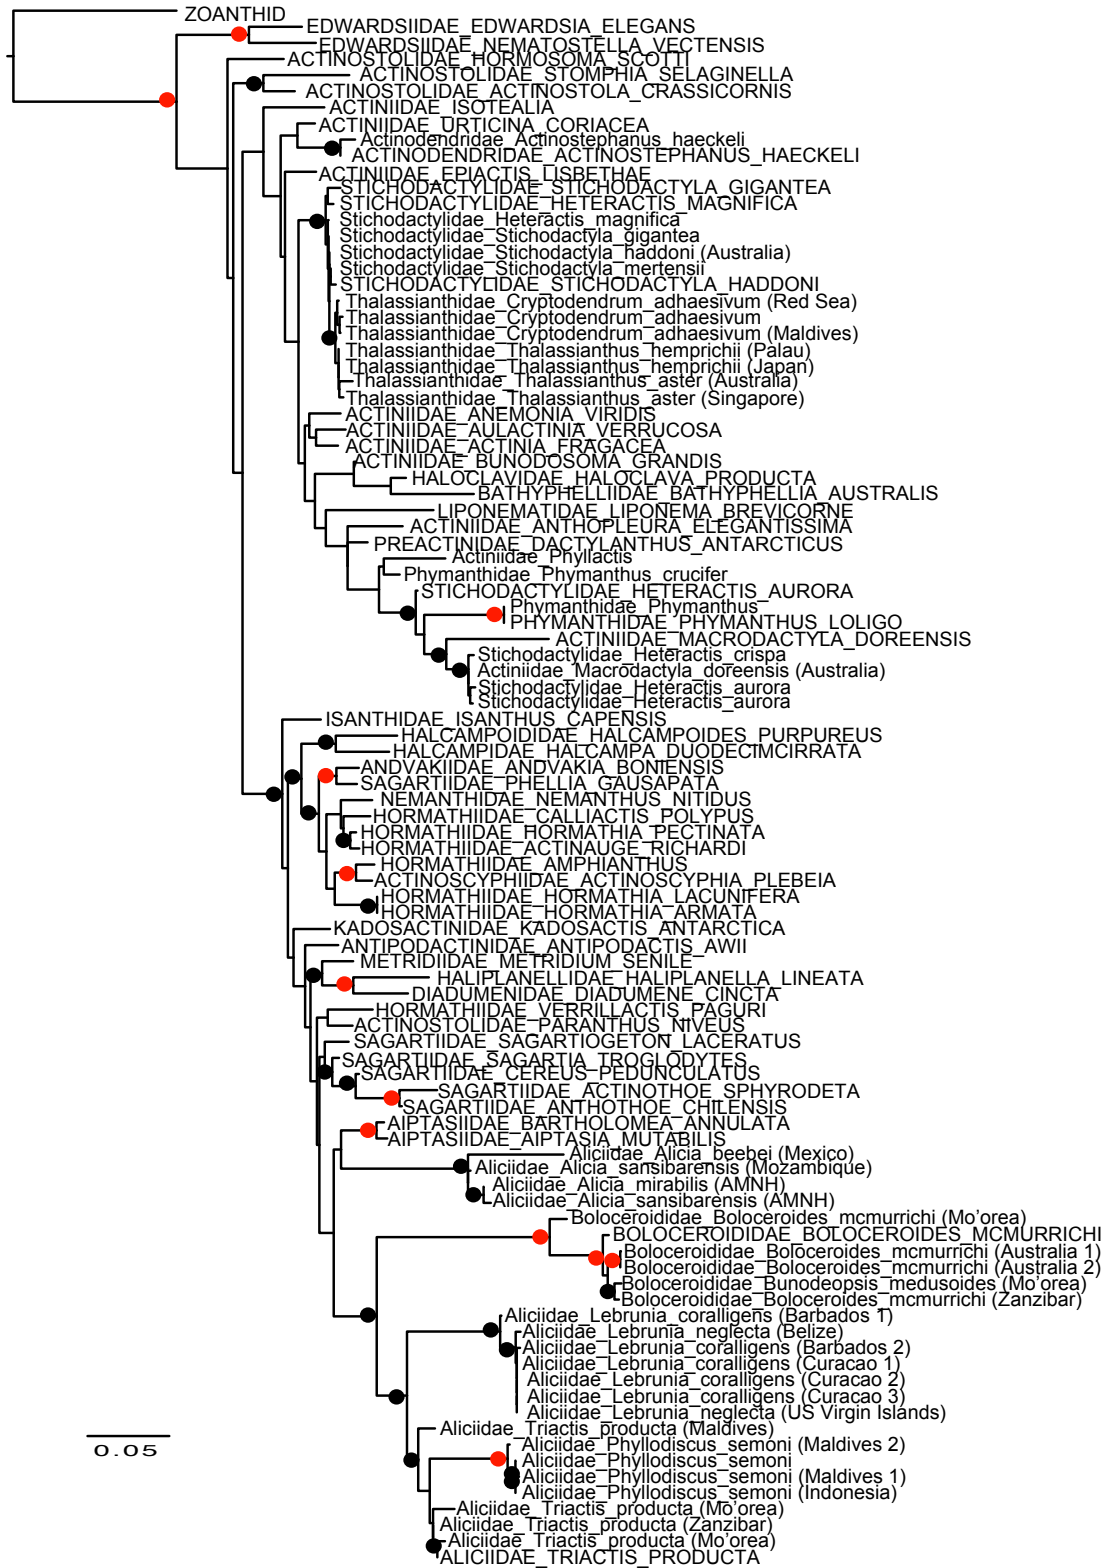 ZOANTHID
EDWARDSIIDAE_EDWARDSIA_ELEGANS
EDWARDSIIDAE_NEMATOSTELLA_VECTENSIS
ACTINOSTOLIDAE_HORMOSOMA_SCOTTI
ACTINOSTOLIDAE_STOMPHIA_SELAGINELLA
ACTINOSTOLIDAE_ACTINOSTOLA_CRASSICORNIS
ACTINIIDAE_ISOTEALIA
ACTINIIDAE_URTICINA_CORIACEA
Actinodendridae_Actinostephanus_haeckeli
ACTINODENDRIDAE_ACTINOSTEPHANUS_HAECKELI
ACTINIIDAE_EPIACTIS_LISBETHAE
STICHODACTYLIDAE_STICHODACTYLA_GIGANTEA
STICHODACTYLIDAE_HETERACTIS_MAGNIFICA
Stichodactylidae_Heteractis_magnifica
Stichodactylidae_Stichodactyla_gigantea
Stichodactylidae_Stichodactyla_haddoni (Australia)
Stichodactylidae_Stichodactyla_mertensii
STICHODACTYLIDAE_STICHODACTYLA_HADDONI
Thalassianthidae_Cryptodendrum_adhaesivum (Red Sea)
Thalassianthidae_Cryptodendrum_adhaesivum
Thalassianthidae_Cryptodendrum_adhaesivum (Maldives)
Thalassianthidae_Thalassianthus_hemprichii (Palau)
Thalassianthidae_Thalassianthus_hemprichii (Japan)
Thalassianthidae_Thalassianthus_aster (Australia)
Thalassianthidae_Thalassianthus_aster (Singapore)
ACTINIIDAE_ANEMONIA_VIRIDIS
ACTINIIDAE_AULACTINIA_VERRUCOSA
ACTINIIDAE_ACTINIA_FRAGACEA
ACTINIIDAE_BUNODOSOMA_GRANDIS
HALOCLAVIDAE_HALOCLAVA_PRODUCTA
BATHYPHELLIIDAE_BATHYPHELLIA_AUSTRALIS
LIPONEMATIDAE_LIPONEMA_BREVICORNE
ACTINIIDAE_ANTHOPLEURA_ELEGANTISSIMA
PREACTINIDAE_DACTYLANTHUS_ANTARCTICUS
Actiniidae_Phyllactis
Phymanthidae_Phymanthus_crucifer
STICHODACTYLIDAE_HETERACTIS_AURORA
Phymanthidae_Phymanthus
PHYMANTHIDAE_PHYMANTHUS_LOLIGO
ACTINIIDAE_MACRODACTYLA_DOREENSIS
Stichodactylidae_Heteractis_crispa
Actiniidae_Macrodactyla_doreensis (Australia)
Stichodactylidae_Heteractis_aurora
Stichodactylidae_Heteractis_aurora
ISANTHIDAE_ISANTHUS_CAPENSIS
HALCAMPOIDIDAE_HALCAMPOIDES_PURPUREUS
HALCAMPIDAE_HALCAMPA_DUODECIMCIRRATA
ANDVAKIIDAE_ANDVAKIA_BONIENSIS
SAGARTIIDAE_PHELLIA_GAUSAPATA
NEMANTHIDAE_NEMANTHUS_NITIDUS
HORMATHIIDAE_CALLIACTIS_POLYPUS
HORMATHIIDAE_HORMATHIA_PECTINATA
HORMATHIIDAE_ACTINAUGE_RICHARDI
HORMATHIIDAE_AMPHIANTHUS
ACTINOSCYPHIIDAE_ACTINOSCYPHIA_PLEBEIA
HORMATHIIDAE_HORMATHIA_LACUNIFERA
HORMATHIIDAE_HORMATHIA_ARMATA
KADOSACTINIDAE_KADOSACTIS_ANTARCTICA
ANTIPODACTINIDAE_ANTIPODACTIS_AWII
METRIDIIDAE_METRIDIUM_SENILE
HALIPLANELLIDAE_HALIPLANELLA_LINEATA
DIADUMENIDAE_DIADUMENE_CINCTA
HORMATHIIDAE_VERRILLACTIS_PAGURI
ACTINOSTOLIDAE_PARANTHUS_NIVEUS
SAGARTIIDAE_SAGARTIOGETON_LACERATUS
SAGARTIIDAE_SAGARTIA_TROGLODYTES
SAGARTIIDAE_CEREUS_PEDUNCULATUS
SAGARTIIDAE_ACTINOTHOE_SPHYRODETA
SAGARTIIDAE_ANTHOTHOE_CHILENSIS
AIPTASIIDAE_BARTHOLOMEA_ANNULATA
AIPTASIIDAE_AIPTASIA_MUTABILIS
Aliciidae_Alicia_beebei (Mexico)
Aliciidae_Alicia_sansibarensis (Mozambique)
Aliciidae_Alicia_mirabilis (AMNH)
Aliciidae_Alicia_sansibarensis (AMNH)
Boloceroididae_Boloceroides_mcmurrichi (Mo'orea)
BOLOCEROIDIDAE_BOLOCEROIDES_MCMURRICHI
Boloceroididae_Boloceroides_mcmurrichi (Australia 1)
Boloceroididae_Boloceroides_mcmurrichi (Australia 2)
Boloceroididae_Bunodeopsis_medusoides (Mo'orea)
Boloceroididae_Boloceroides_mcmurrichi (Zanzibar)
Aliciidae_Lebrunia_coralligens (Barbados 1)
Aliciidae_Lebrunia_neglecta (Belize)
Aliciidae_Lebrunia_coralligens (Barbados 2)
Aliciidae_Lebrunia_coralligens (Curacao 1)
Aliciidae_Lebrunia_coralligens (Curacao 2)
Aliciidae_Lebrunia_coralligens (Curacao 3)
Aliciidae_Lebrunia_neglecta (US Virgin Islands)
Aliciidae_Triactis_producta (Maldives)
Aliciidae_Phyllodiscus_semoni (Maldives 2)
Aliciidae_Phyllodiscus_semoni
Aliciidae_Phyllodiscus_semoni (Maldives 1)
Aliciidae_Phyllodiscus_semoni (Indonesia)
Aliciidae_Triactis_producta (Mo'orea)
Aliciidae_Triactis_producta (Zanzibar)
Aliciidae_Triactis_producta (Mo'orea)
ALICIIDAE_TRIACTIS_PRODUCTA
0.05